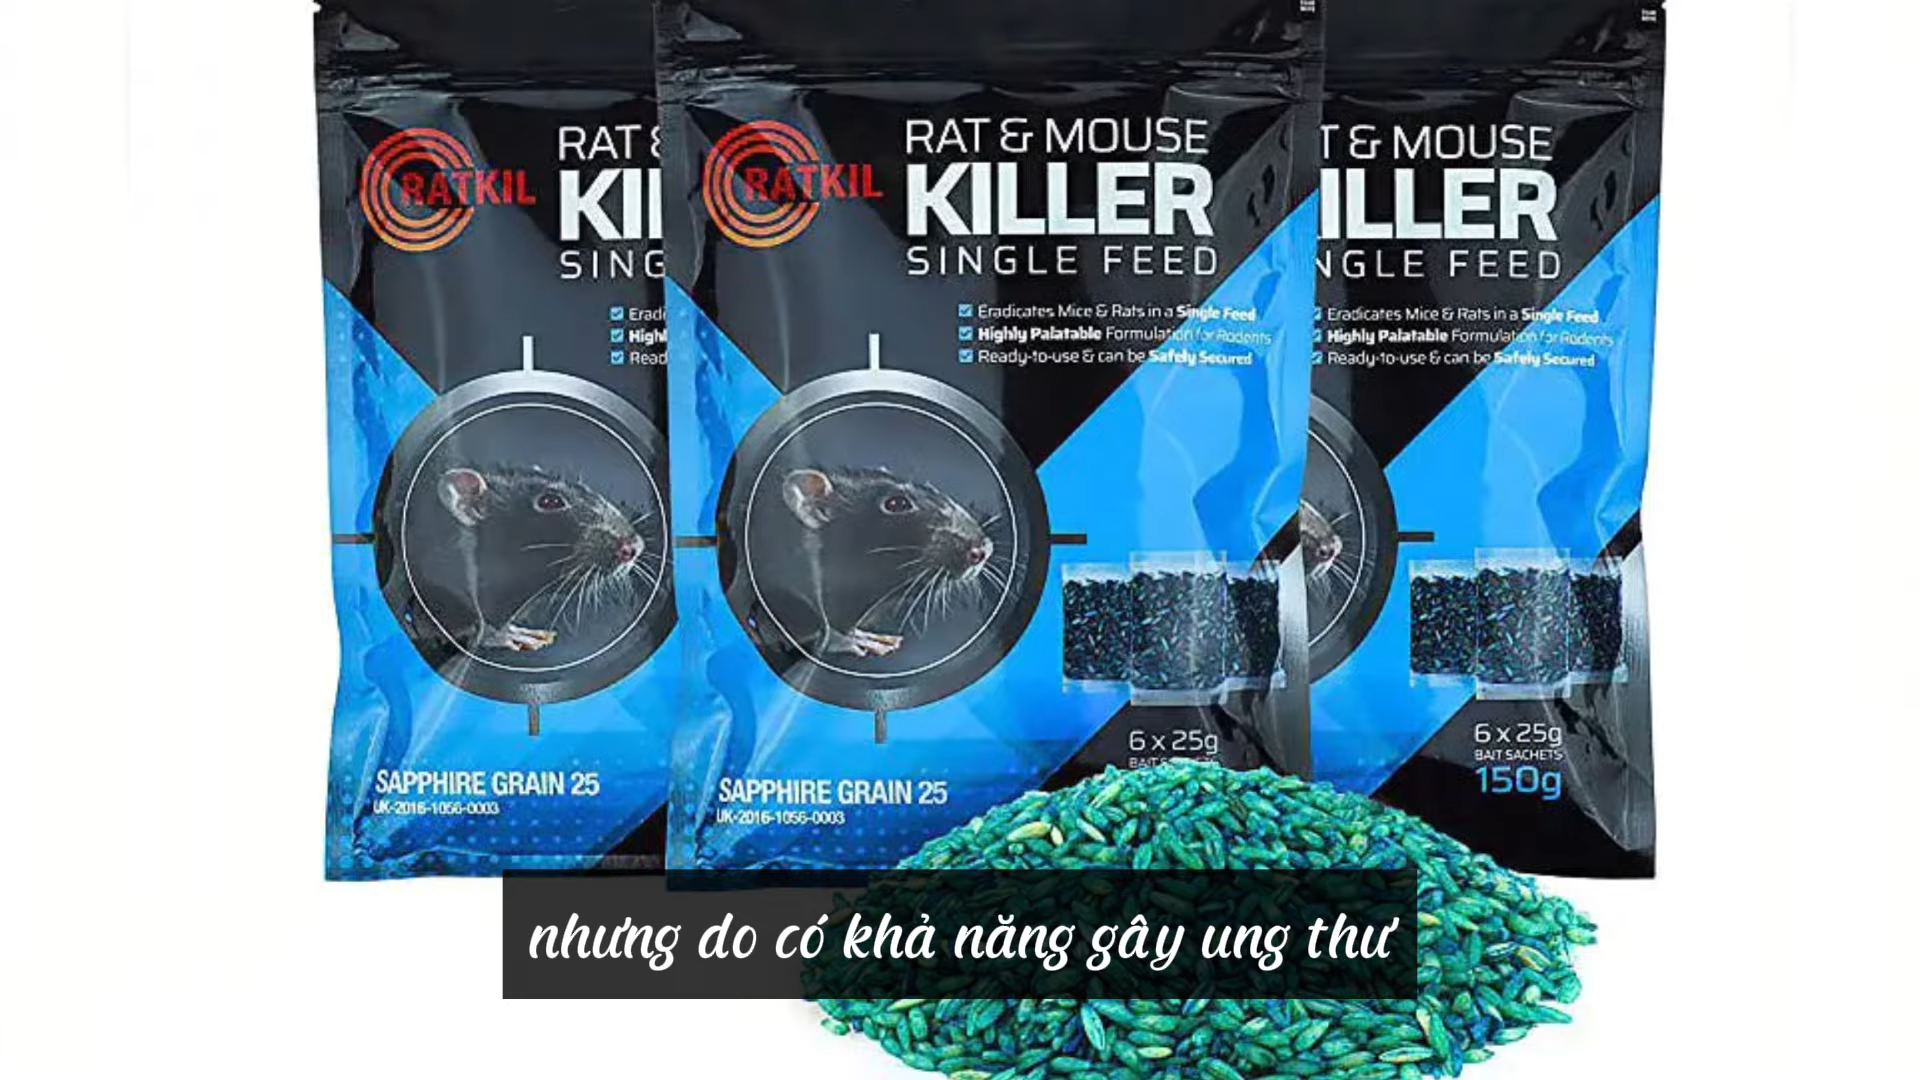 RATKIL
RAT &
KIL
SING
Eradi
Highl
Read
SAPPHIRE GRAIN 25
UK-2016-1056-0003
RATKIL
RAT & MOUSE
KILLER
SINGLE FEED
Eradicates Mice & Rats in a Single Feed
Highly Palatable Formulation for Rodents
Ready-to-use & can be Safely Secured
6 x 25g
SAPPHIRE GRAIN 25
UK-2016-1056-0003
T & MOUSE
ILLER
NGLE FEED
Eradicates Mice & Rats in a Single Feed
Highly Palatable Formulation for Rodents
Ready-to-use & can be Safely Secured
6 x 25g
BAIT SACHETS
150g
nhưng do có khả năng gây ung thư